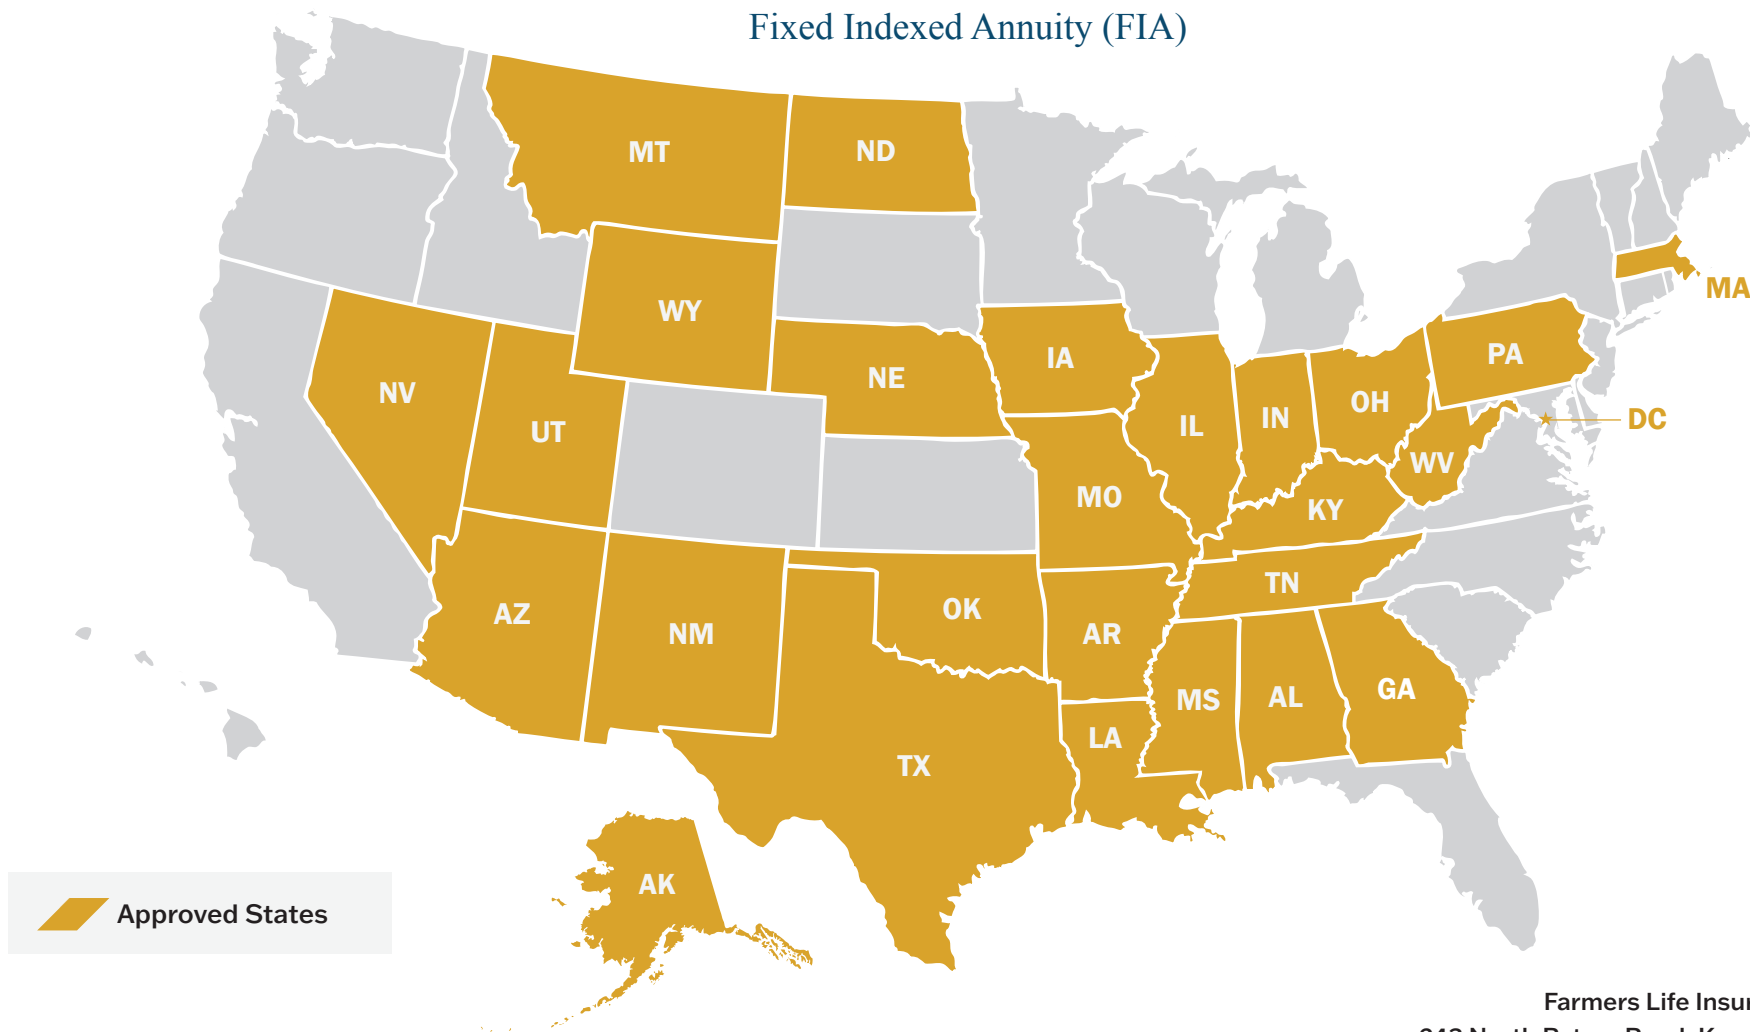 Fixed Indexed Annuity (FIA)
MT
ND
WY
MA
IA
PA
NE
NV
OH
IN
DC
IL
UT
WV
MO
KY
TN
OK
AZ
NM
AR
GA
MS
AL
LA
TX
AK
Approved States
Farmers Life Insur